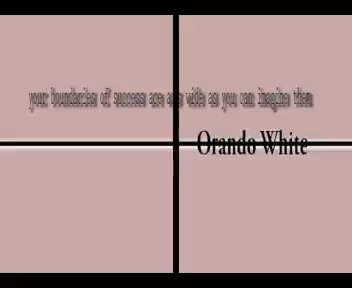 your boundaries of success are as wide as you can imagine them
Orando White